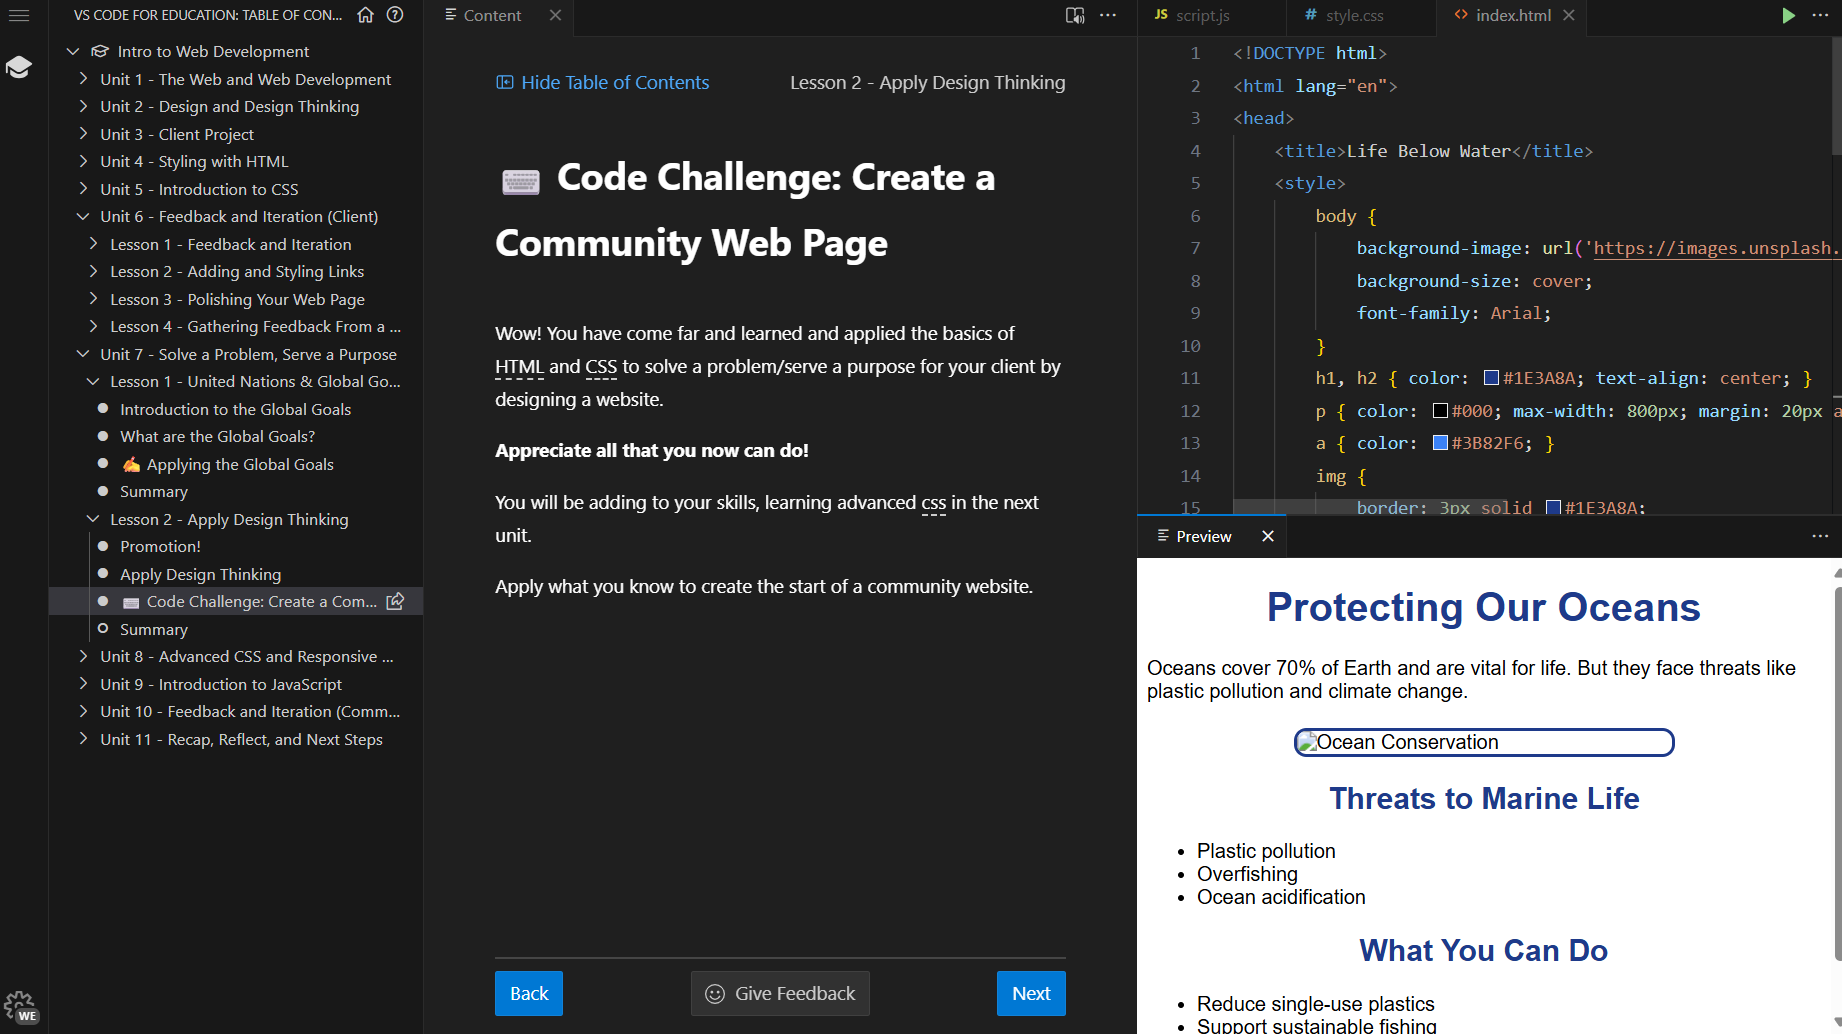 VS CODE FOR EDUCATION: TABLE OF CON...
Intro to Web Development
Unit 1 - The Web and Web Development
Unit 2 - Design and Design Thinking
Unit 3 - Client Project
Unit 4 - Styling with HTML
Unit 5 - Introduction to CSS
Unit 6 - Feedback and Iteration (Client)
Lesson 1 - Feedback and Iteration
Lesson 2 - Adding and Styling Links
Lesson 3 - Polishing Your Web Page
Lesson 4 - Gathering Feedback From a ...
Unit 7 - Solve a Problem, Serve a Purpose
Lesson 1 - United Nations & Global Go...
Introduction to the Global Goals
What are the Global Goals?
✍️ Applying the Global Goals
Summary
Lesson 2 - Apply Design Thinking
Promotion!
Apply Design Thinking
Code Challenge: Create a Com...
Summary
Unit 8 - Advanced CSS and Responsive ...
Unit 9 - Introduction to JavaScript
Unit 10 - Feedback and Iteration (Comm...
Unit 11 - Recap, Reflect, and Next Steps
WE
Content
Hide Table of Contents
Lesson 2 - Apply Design Thinking
Code Challenge: Create a
Community Web Page
Wow! You have come far and learned and applied the basics of
HTML and CSS to solve a problem/serve a purpose for your client by
designing a website.
Appreciate all that you now can do!
You will be adding to your skills, learning advanced css in the next
unit.
Apply what you know to create the start of a community website.
Back
Give Feedback
Next
JS script.js
# style.css
<> index.html
1 <!DOCTYPE html>
2 <html lang="en">
3 <head>
4 <title>Life Below Water</title>
5 <style>
6 body {
7 background-image: url('https://images.unsplash.
8 background-size: cover;
9 font-family: Arial;
10 }
11 h1, h2 { color: #1E3A8A; text-align: center; }
12 p { color: #000; max-width: 800px; margin: 20px a
13 a { color: #3B82F6; }
14 img {
15 border: 3px solid #1E3A8A;
Preview
Protecting Our Oceans
Oceans cover 70% of Earth and are vital for life. But they face threats like
plastic pollution and climate change.
Ocean Conservation
Threats to Marine Life
• Plastic pollution
• Overfishing
• Ocean acidification
What You Can Do
• Reduce single-use plastics
• Support sustainable fishing